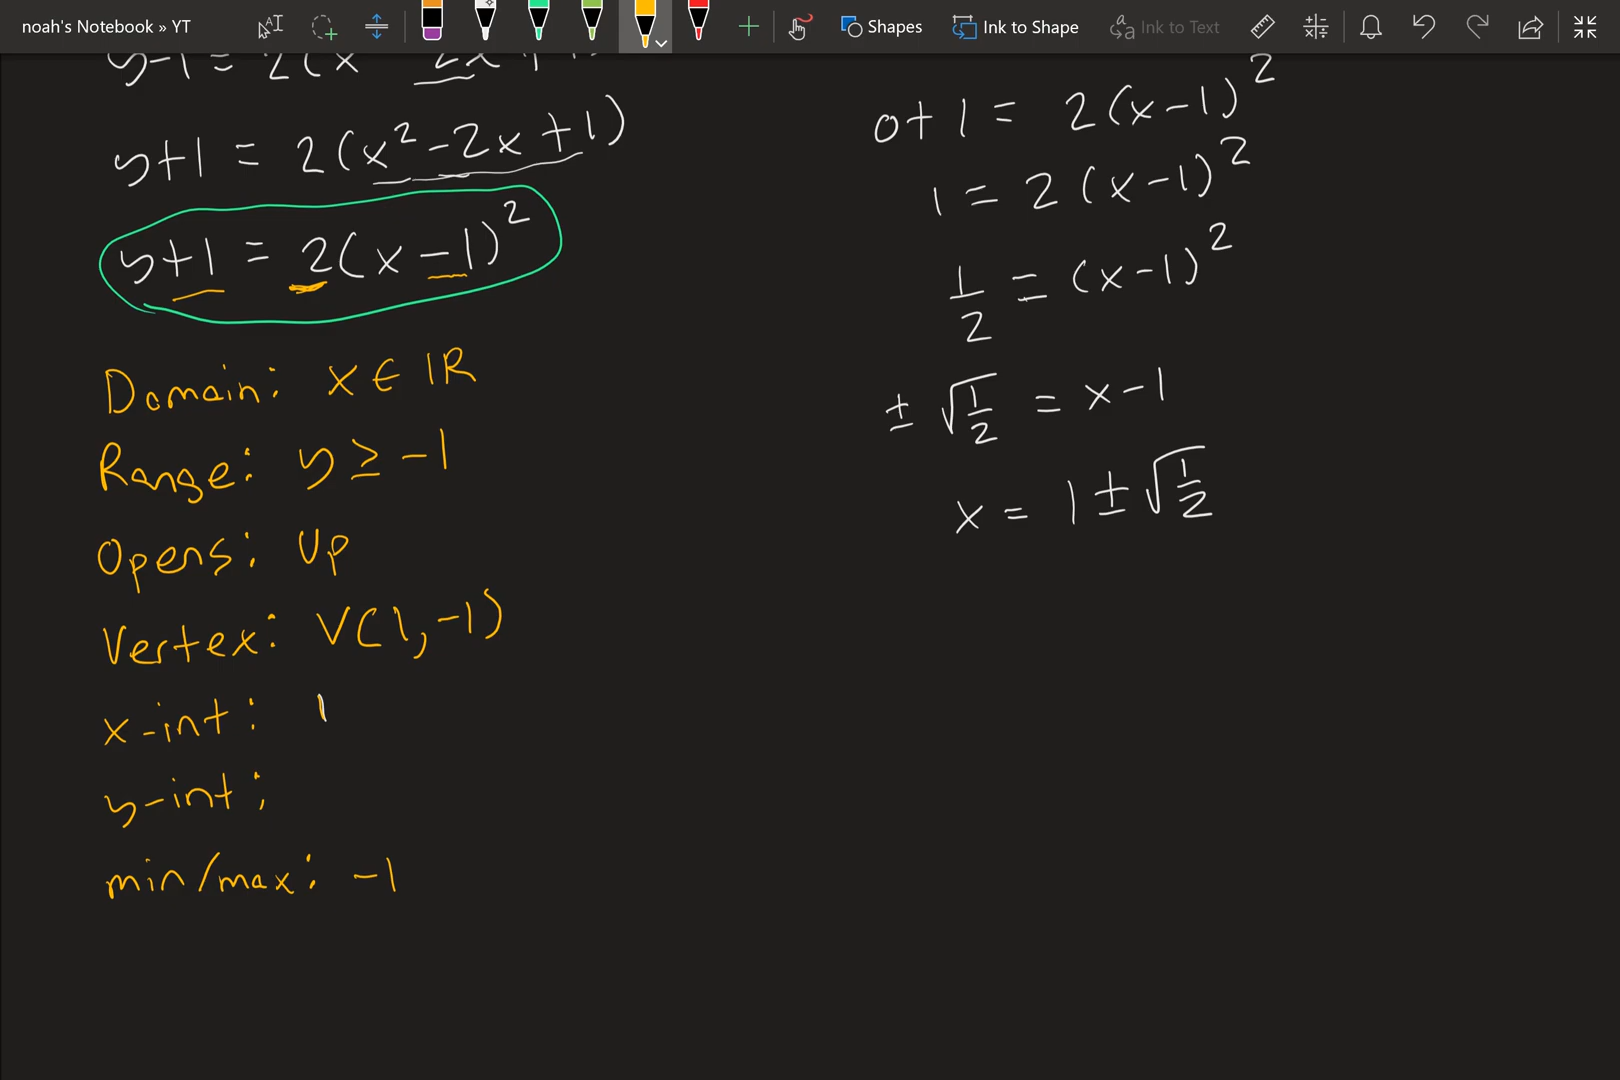 noah's Notebook » YT
Shapes
Ink to Shape
Ink to Text
y+1 = 2(x² -2x +1)
y+1 = 2(x -1)²
Domain: x ∈ ℝ
Range: y ≥ -1
Opens: Up
Vertex: V(1, -1)
x-int: 1
y-int:
min/max: -1
0+1 = 2(x-1)²
1 = 2(x-1)²
1/2 = (x-1)²
± √1/2 = x-1
x = 1 ± √1/2